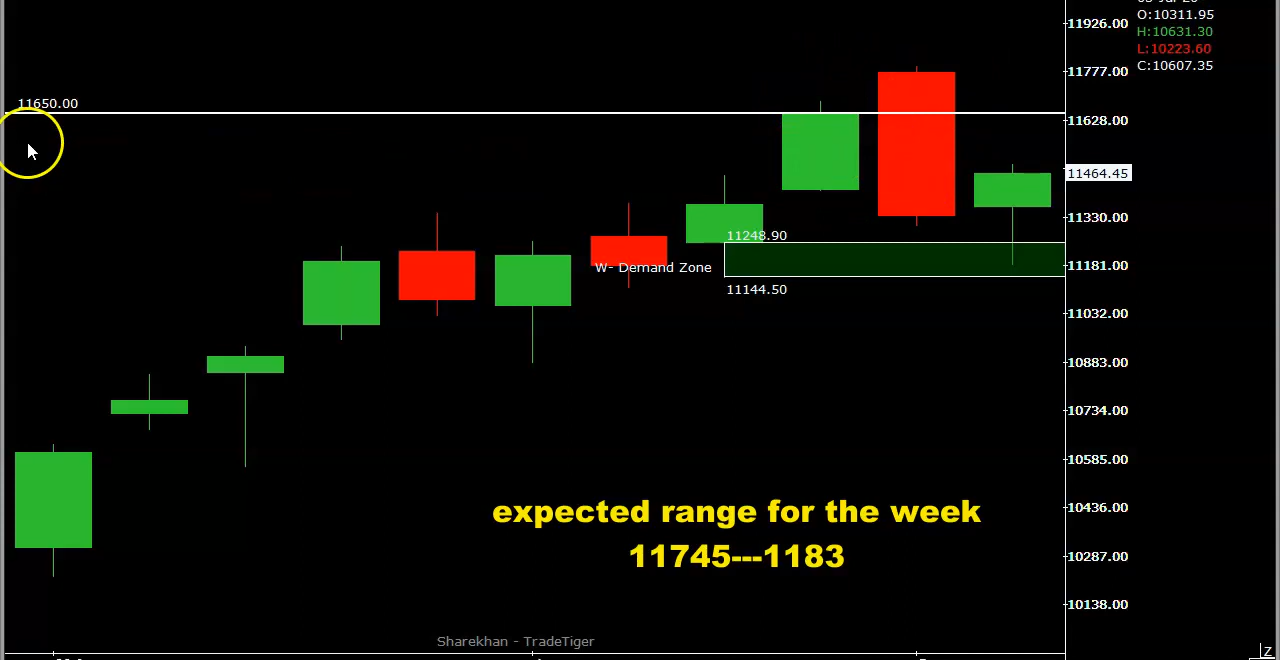 O:10311.95
11926.00
H:10631.30
L:10223.60
C:10607.35
11777.00
11650.00
11628.00
11464.45
11330.00
11248.90
11181.00
W- Demand Zone
11144.50
11032.00
10883.00
10734.00
10585.00
expected range for the week
10436.00
11745---1183
10287.00
10138.00
Sharekhan - TradeTiger
Z